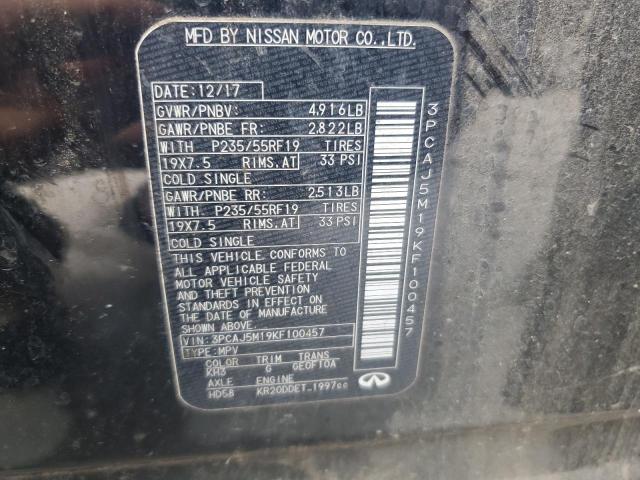 MFD BY NISSAN MOTOR CO.,LTD.
DATE: 12/17
GVWR/PNBV: 4,916LB
GAWR/PNBE FR: 2,822LB
WITH P235/55RF19 TIRES
19X7.5 RIMS,AT 33 PSI
COLD SINGLE
GAWR/PNBE RR: 2513LB
WITH P235/55RF19 TIRES
19X7.5 RIMS,AT 33 PSI
COLD SINGLE
THIS VEHICLE CONFORMS TO
ALL APPLICABLE FEDERAL
MOTOR VEHICLE SAFETY
AND THEFT PREVENTION
STANDARDS IN EFFECT ON
THE DATE OF MANUFACTURE
SHOWN ABOVE.
VIN: 3PCAJ5M19KF100457
TYPE: MPV
COLOR TRIM TRANS
KH3 G GE0F10A
AXLE ENGINE
HD58 KR20DDET-1997cc
3PCAJ5M19KF100457